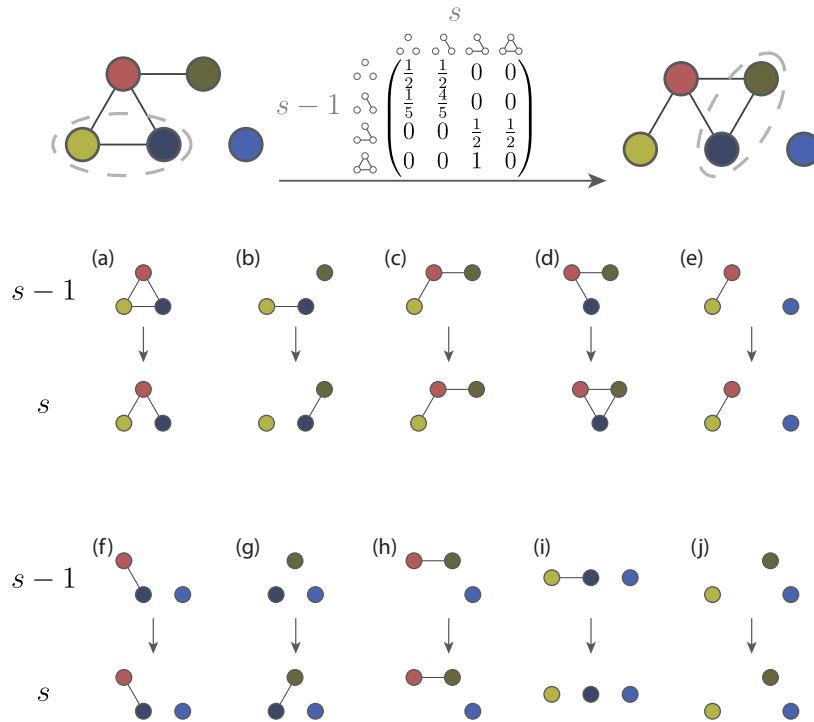 s
s − 1
1/2 1/2 0 0
1/5 4/5 0 0
0 0 1/2 1/2
0 0 1 0
(a) (b) (c) (d) (e)
s − 1
s
(f) (g) (h) (i) (j)
s − 1
s